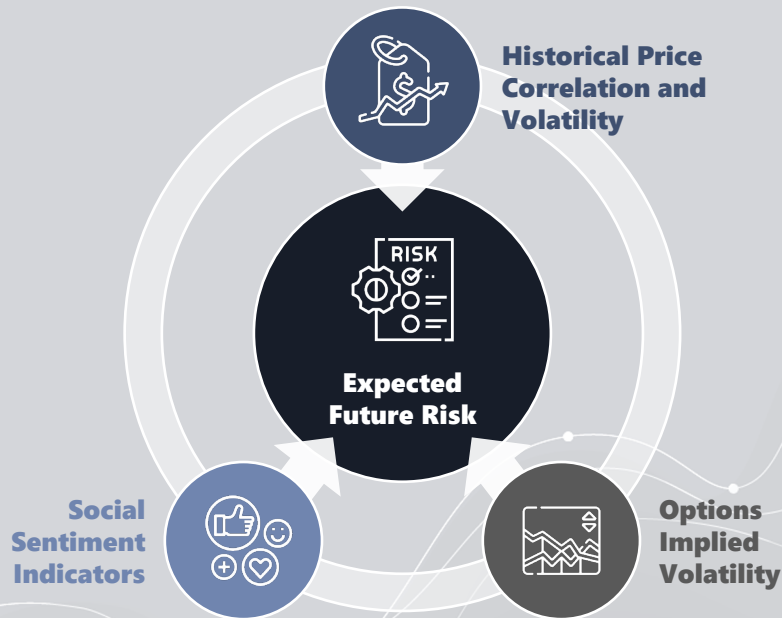 Historical Price
Correlation and
Volatility
RISK
Expected
Future Risk
Social
Sentiment
Indicators
Options
Implied
Volatility